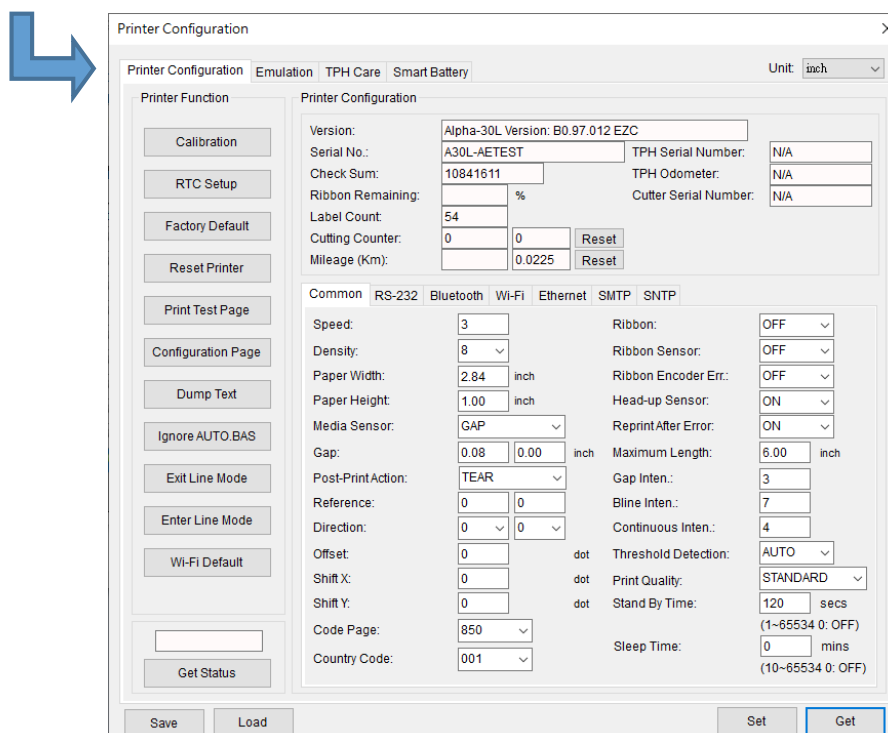 Printer Configuration
Printer Configuration Emulation TPH Care Smart Battery Unit: inch
Printer Function
Calibration
RTC Setup
Factory Default
Reset Printer
Print Test Page
Configuration Page
Dump Text
Ignore AUTO.BAS
Exit Line Mode
Enter Line Mode
Wi-Fi Default
Get Status
Printer Configuration
Version: Alpha-30L Version: B0.97.012 EZC
Serial No.: A30L-AETEST TPH Serial Number: N/A
Check Sum: 10841611 TPH Odometer: N/A
Ribbon Remaining: % Cutter Serial Number: N/A
Label Count: 54
Cutting Counter: 0 0 Reset
Mileage (Km): 0.0225 Reset
Common RS-232 Bluetooth Wi-Fi Ethernet SMTP SNTP
Speed: 3 Ribbon: OFF
Density: 8 Ribbon Sensor: OFF
Paper Width: 2.84 inch Ribbon Encoder Err.: OFF
Paper Height: 1.00 inch Head-up Sensor: ON
Media Sensor: GAP Reprint After Error: ON
Gap: 0.08 0.00 inch Maximum Length: 6.00 inch
Post-Print Action: TEAR Gap Inten.: 3
Reference: 0 0 Bline Inten.: 7
Direction: 0 0 Continuous Inten.: 4
Offset: 0 dot Threshold Detection: AUTO
Shift X: 0 dot Print Quality: STANDARD
Shift Y: 0 dot Stand By Time: 120 secs
(1~65534 0: OFF)
Code Page: 850
Sleep Time: 0 mins
Country Code: 001
(10~65534 0: OFF)
Save Load Set Get